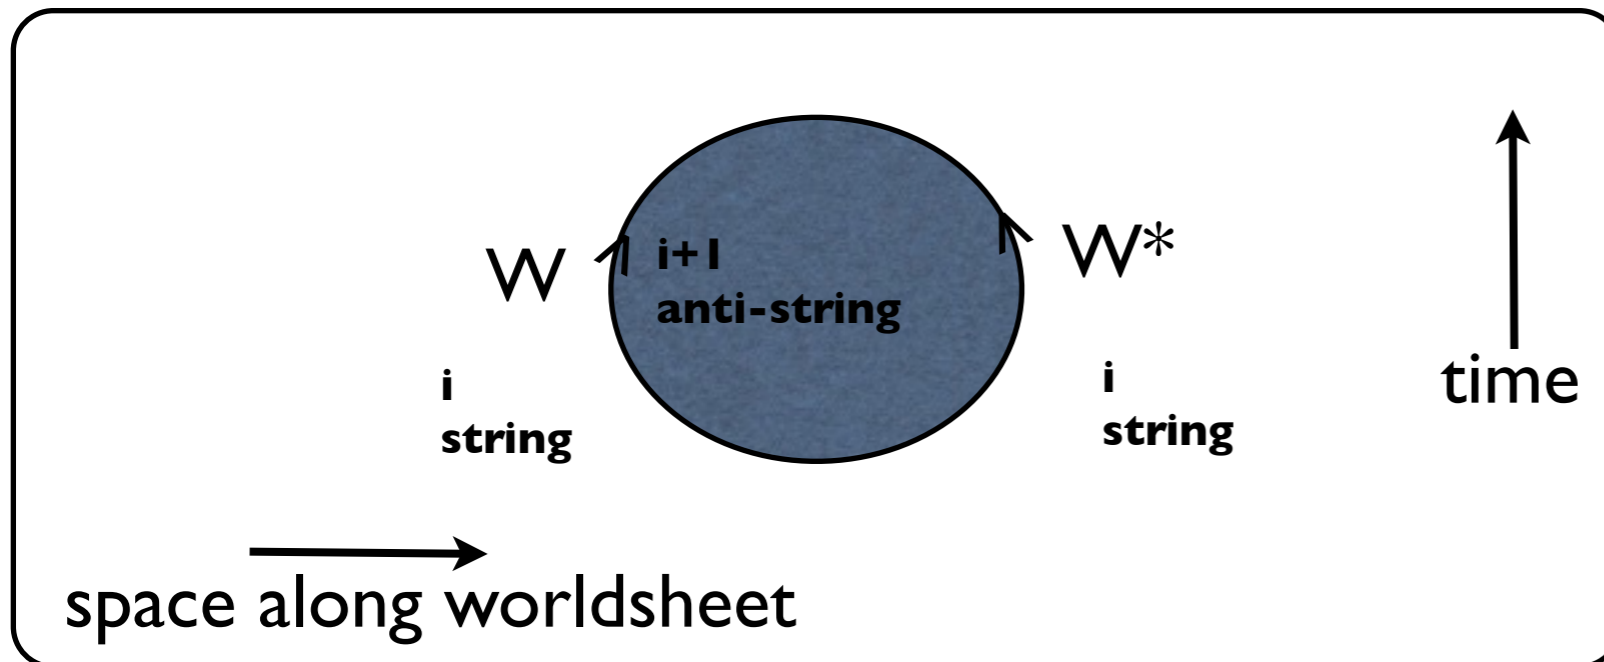 W
i+1
anti-string
W*
i
string
i
string
time
space along worldsheet